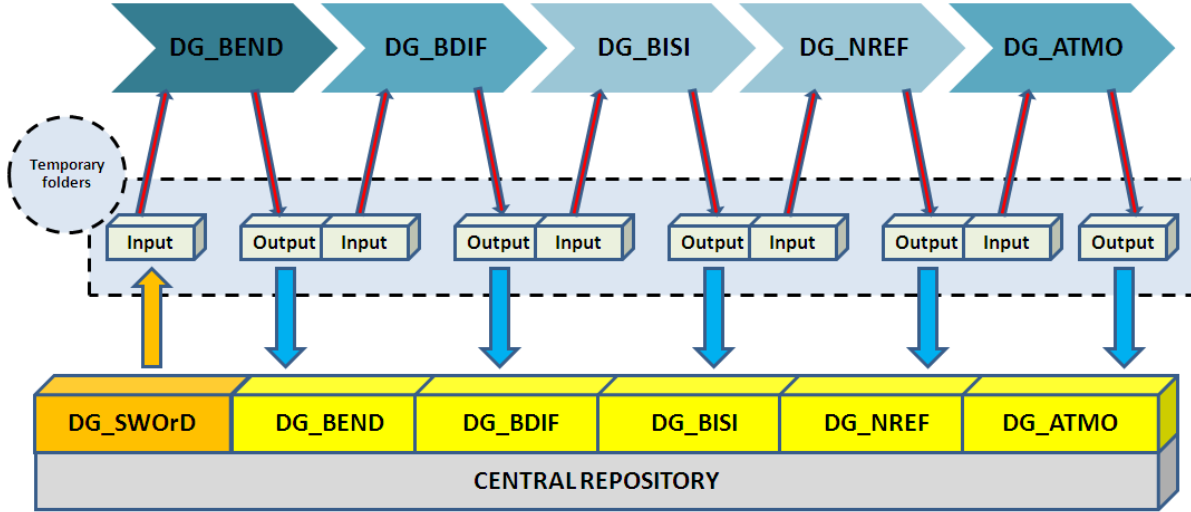 DG_BEND DG_BDIF DG_BISI DG_NREF DG_ATMO
Temporary
folders
Input Output Input Output Input Output Input Output Input Output
DG_SWOrD DG_BEND DG_BDIF DG_BISI DG_NREF DG_ATMO
CENTRAL REPOSITORY